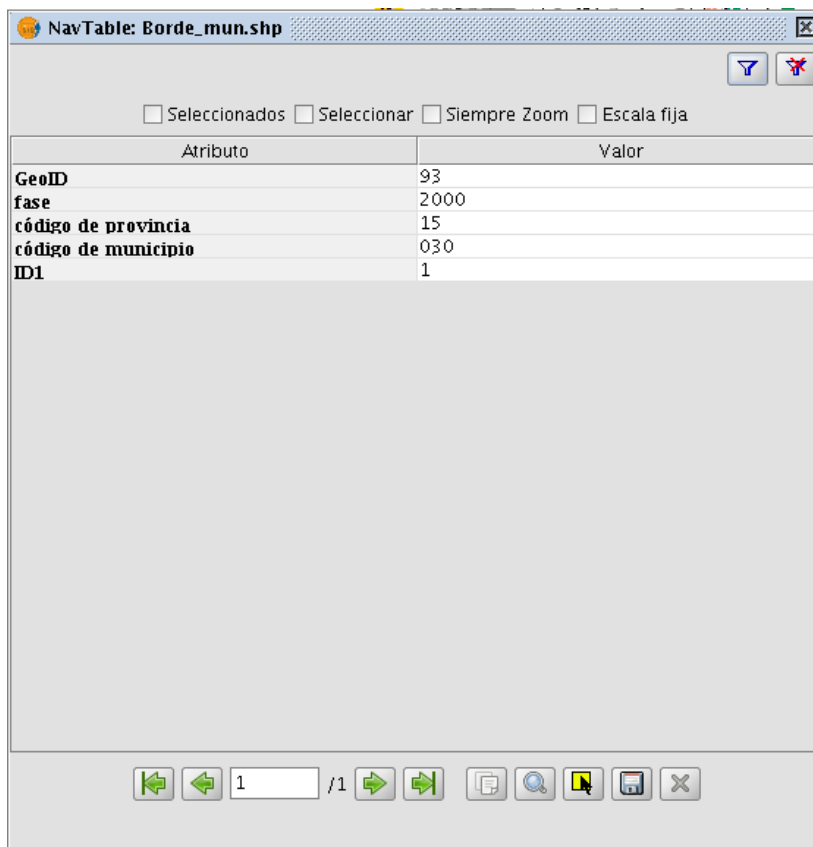 NavTable: Borde_mun.shp
Seleccionados Seleccionar Siempre Zoom Escala fija
Atributo Valor
GeoID 93
fase 2000
código de provincia 15
código de municipio 030
ID1 1
1 /1